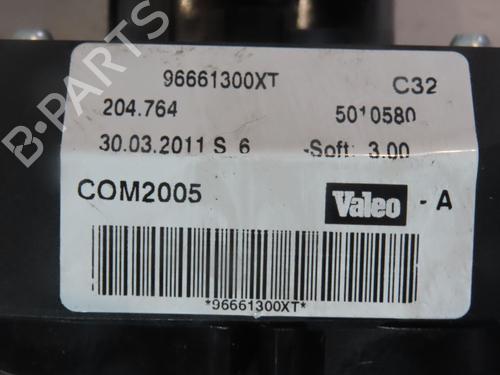 96661300XT C32
204.764 5010580
30.03.2011 S 6 -Soft: 3.00
COM2005 Valeo - A
*96661300XT*
B-PARTS